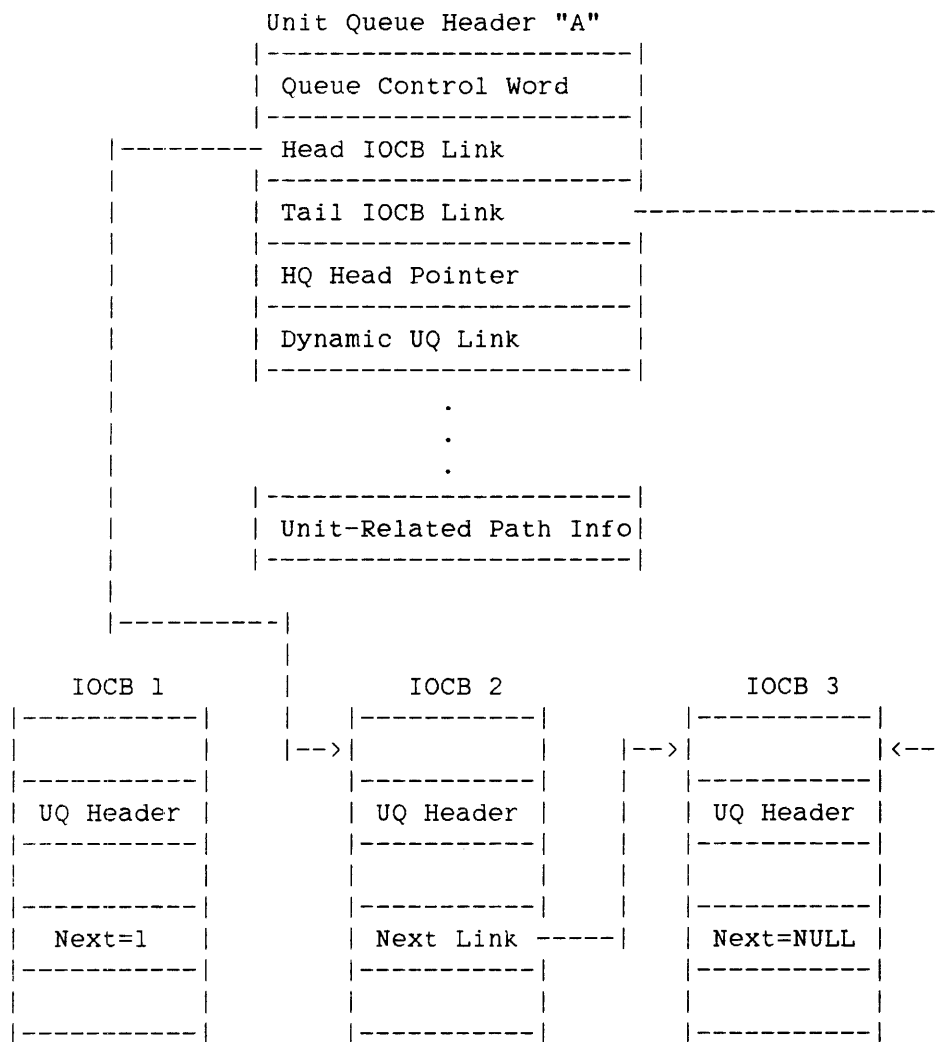 Unit Queue Header "A"
Queue Control Word
Head IOCB Link
Tail IOCB Link
HQ Head Pointer
Dynamic UQ Link
.
.
.
Unit-Related Path Info
IOCB 1 IOCB 2 IOCB 3
UQ Header UQ Header UQ Header
Next=1 Next Link Next=NULL